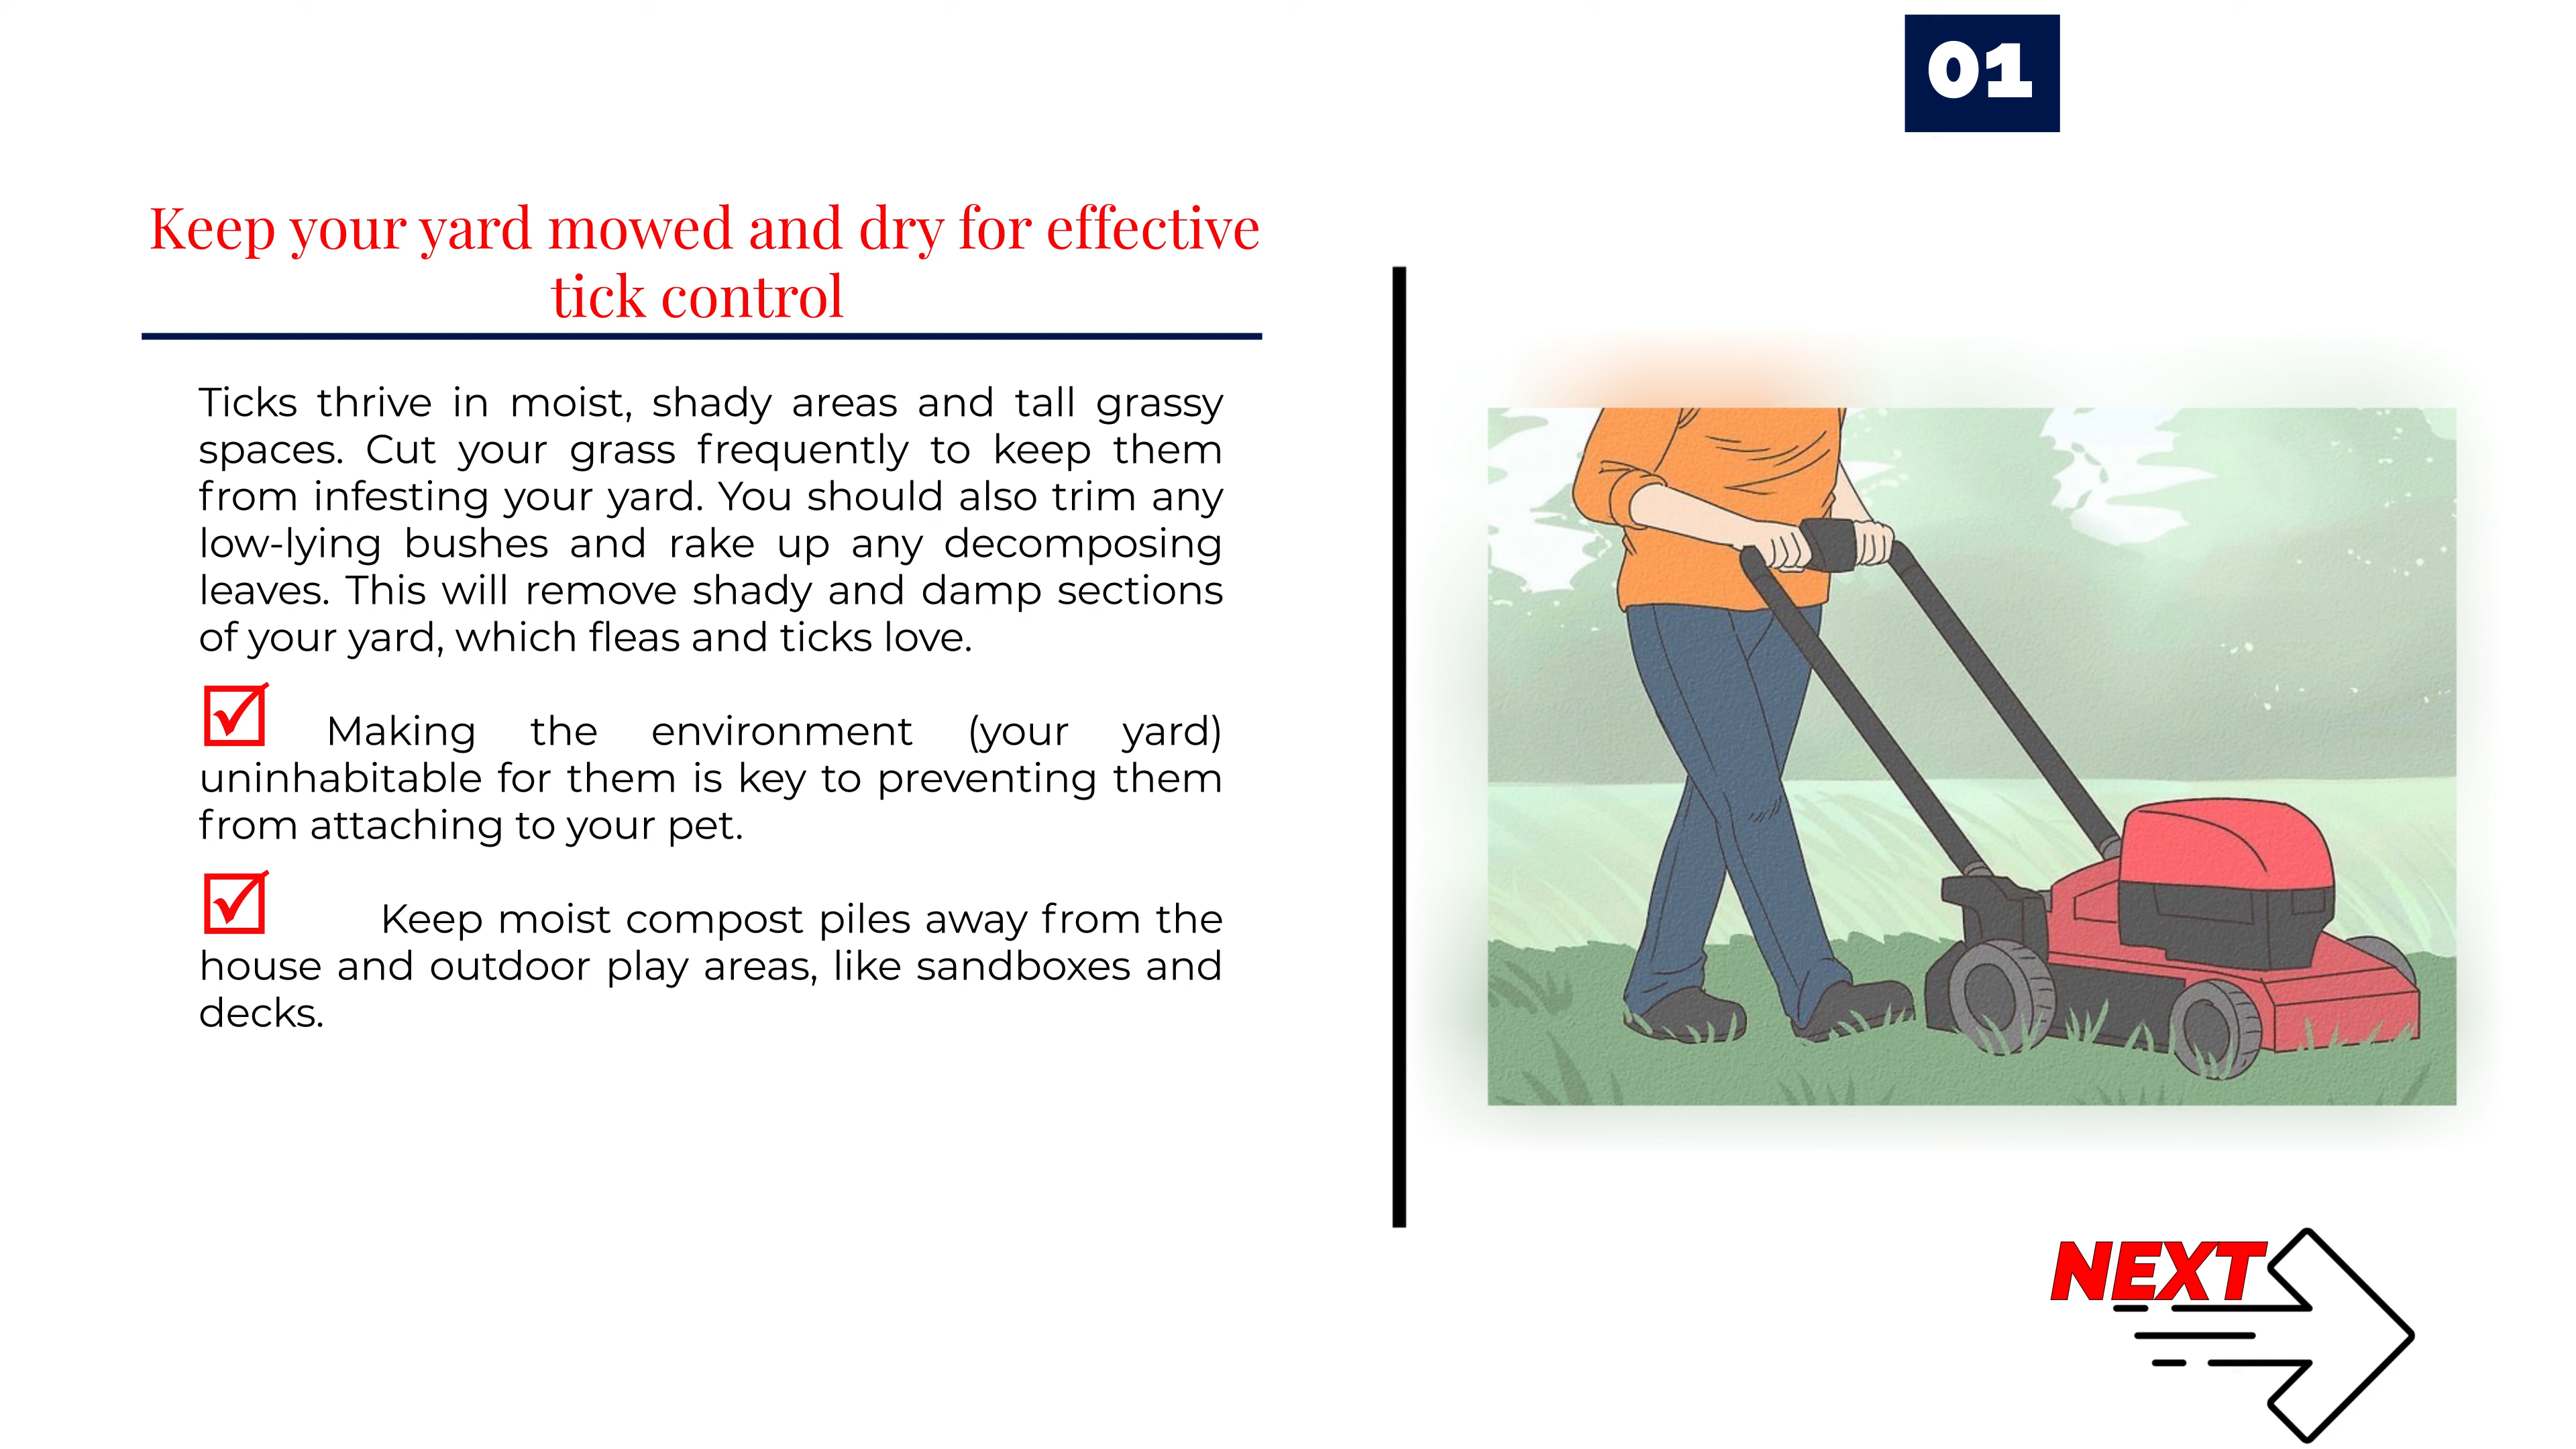 01
Keep your yard mowed and dry for effective
tick control
Ticks thrive in moist, shady areas and tall grassy
spaces. Cut your grass frequently to keep them
from infesting your yard. You should also trim any
low-lying bushes and rake up any decomposing
leaves. This will remove shady and damp sections
of your yard, which fleas and ticks love.
Making the environment (your yard)
uninhabitable for them is key to preventing them
from attaching to your pet.
Keep moist compost piles away from the
house and outdoor play areas, like sandboxes and
decks.
NEXT